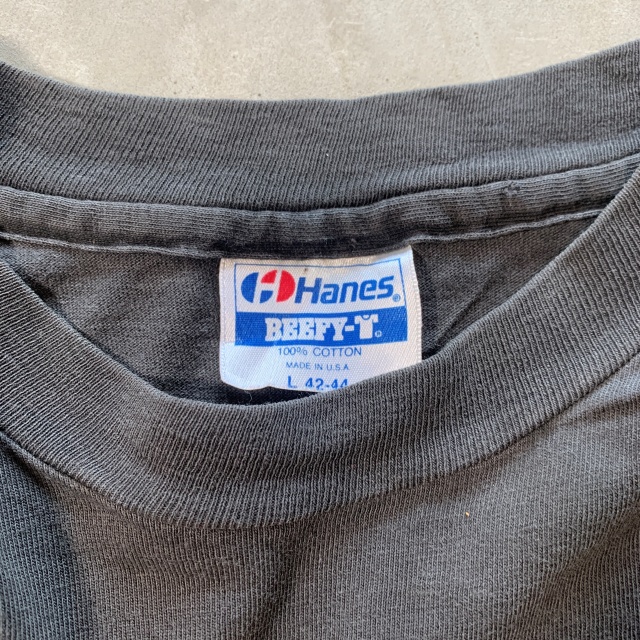 Hanes®
BEEFY-T®
100% COTTON
MADE IN U.S.A.
L 42-44